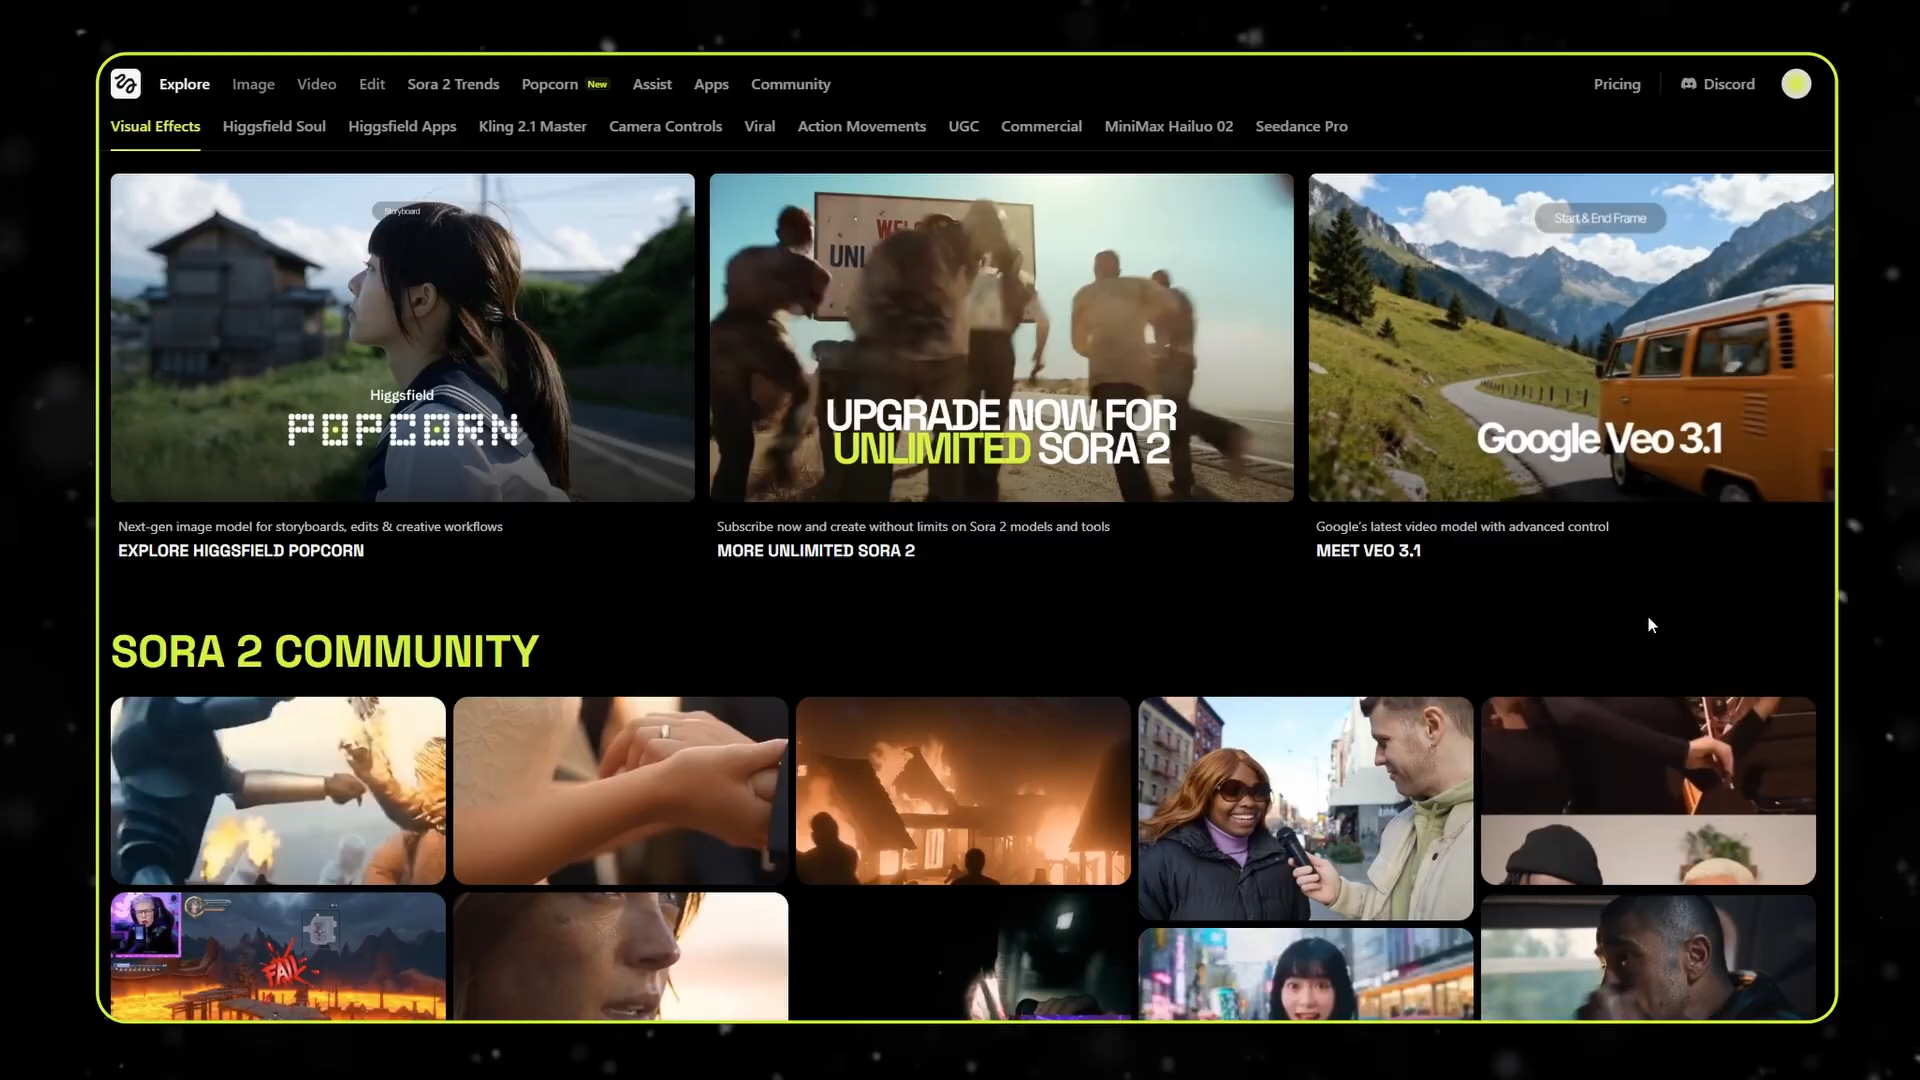 Explore Image Video Edit Sora 2 Trends Popcorn New Assist Apps Community Pricing Discord
Visual Effects Higgsfield Soul Higgsfield Apps Kling 2.1 Master Camera Controls Viral Action Movements UGC Commercial MiniMax Hailuo 02 Seedance Pro
Storyboard
Higgsfield
POPCORN
Next-gen image model for storyboards, edits & creative workflows
EXPLORE HIGGSFIELD POPCORN
UPGRADE NOW FOR
UNLIMITED SORA 2
Subscribe now and create without limits on Sora 2 models and tools
MORE UNLIMITED SORA 2
Start & End Frame
Google Veo 3.1
Google's latest video model with advanced control
MEET VEO 3.1
SORA 2 COMMUNITY
FAIL